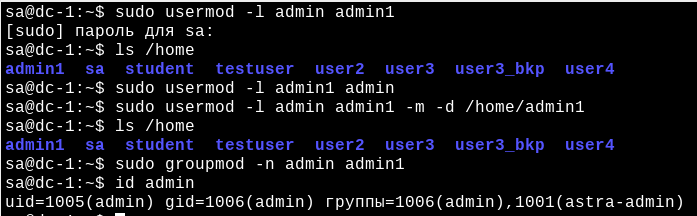 sa@dc-1:~$ sudo usermod -l admin admin1
[sudo] пароль для sa:
sa@dc-1:~$ ls /home
admin1 sa student testuser user2 user3 user3_bkp user4
sa@dc-1:~$ sudo usermod -l admin1 admin
sa@dc-1:~$ sudo usermod -l admin admin1 -m -d /home/admin1
sa@dc-1:~$ ls /home
admin1 sa student testuser user2 user3 user3_bkp user4
sa@dc-1:~$ sudo groupmod -n admin admin1
sa@dc-1:~$ id admin
uid=1005(admin) gid=1006(admin) группы=1006(admin),1001(astra-admin)